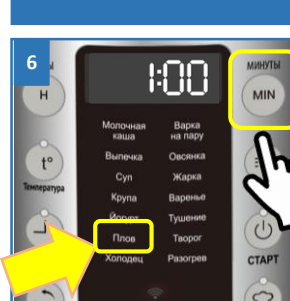 6
МИНУТЫ
1:00
H
MIN
Молочная каша
Варка на пару
Выпечка
Овсянка
t°
Температура
Суп
Жарка
Крупа
Варенье
Йогурт
Тушение
Плов
Творог
Холодец
Разогрев
СТАРТ